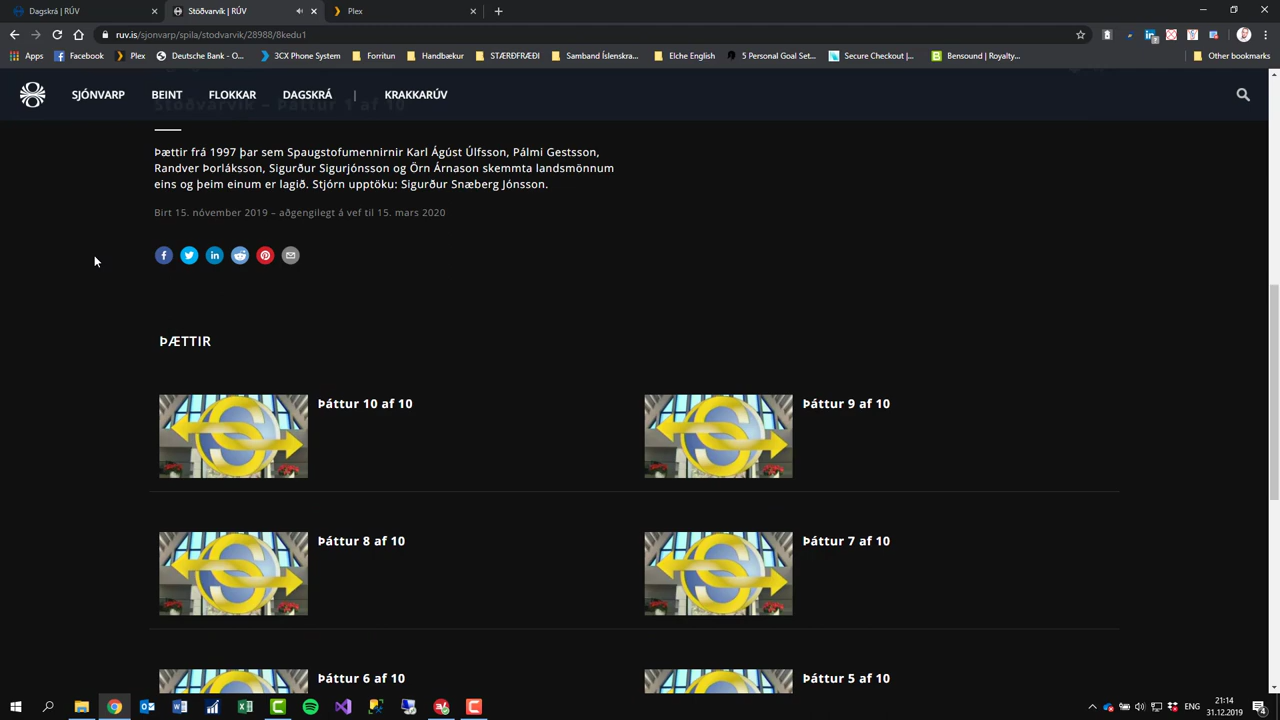 Dagskrá | RÚV
Stöðvarvík | RÚV
Plex
ruv.is/sjonvarp/spila/stodvarvik/28988/8kedu1
Apps
Facebook
Plex
Deutsche Bank - O...
3CX Phone System
Forritun
Handbækur
STÆRÐFRÆÐI
Samband Íslenskra...
Elche English
5 Personal Goal Set...
Secure Checkout |...
Bensound | Royalty...
Other bookmarks
SJÓNVARP
BEINT
FLOKKAR
DAGSKRÁ
|
KRAKKARÚV
Stöðvarvík – Þáttur 1 af 10
Þættir frá 1997 þar sem Spaugstofumennirnir Karl Ágúst Úlfsson, Pálmi Gestsson,
Randver Þorláksson, Sigurður Sigurjónsson og Örn Árnason skemmta landsmönnum
eins og þeim einum er lagið. Stjórn upptöku: Sigurður Snæberg Jónsson.
Birt 15. nóvember 2019 – aðgengilegt á vef til 15. mars 2020
ÞÆTTIR
Þáttur 10 af 10
Þáttur 9 af 10
Þáttur 8 af 10
Þáttur 7 af 10
Þáttur 6 af 10
Þáttur 5 af 10
ENG
21:14
31.12.2019